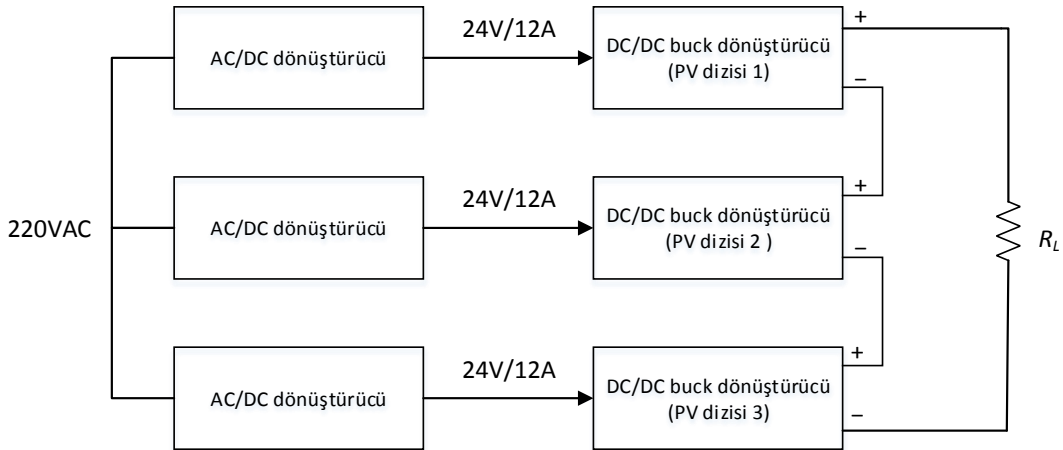 24V/12A
AC/DC dönüştürücü
DC/DC buck dönüştürücü
(PV dizisi 1)
+
−
24V/12A
AC/DC dönüştürücü
DC/DC buck dönüştürücü
(PV dizisi 2 )
+
−
220VAC
R_L
24V/12A
AC/DC dönüştürücü
DC/DC buck dönüştürücü
(PV dizisi 3)
+
−